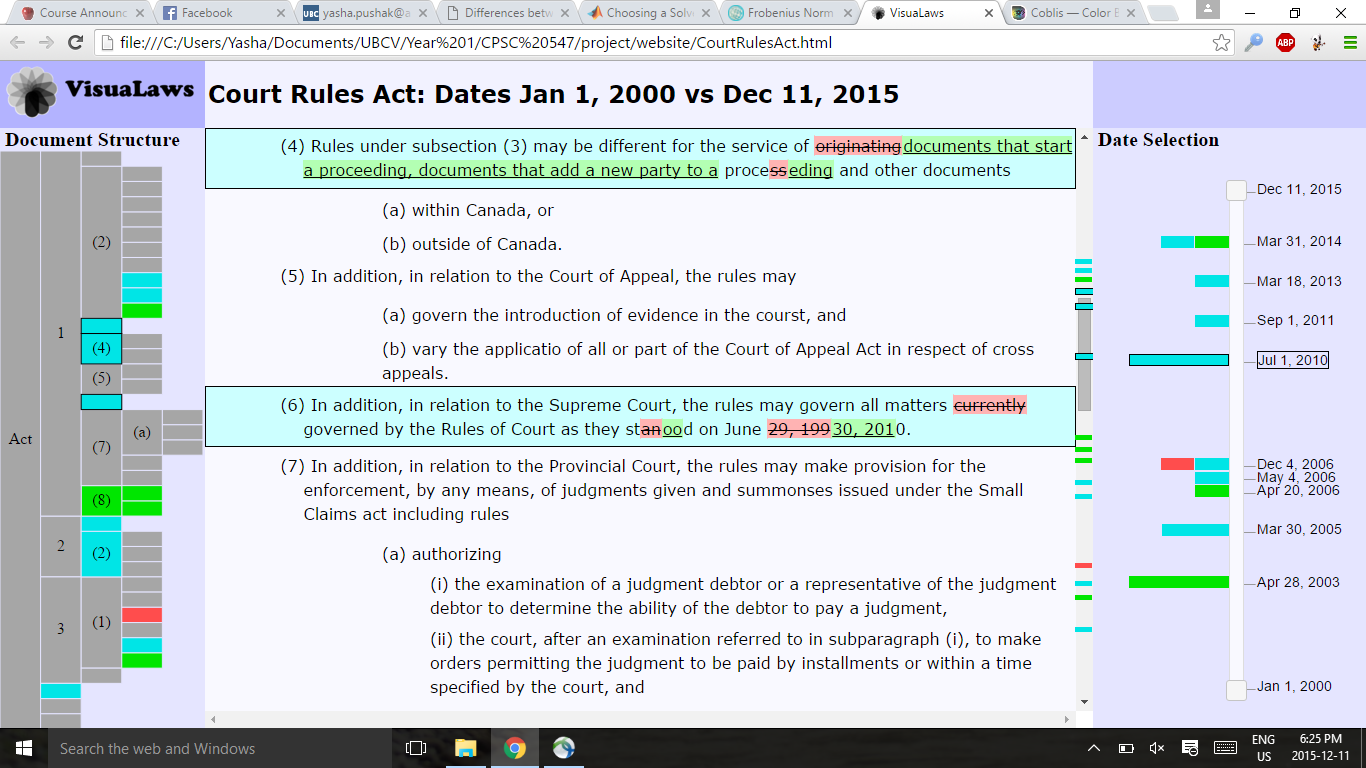 Course Announc
Facebook
UBC yasha.pushak@a
Differences betw
Choosing a Solve
Frobenius Norm
VisuaLaws
Coblis — Color B
file:///C:/Users/Yasha/Documents/UBCV/Year%201/CPSC%20547/project/website/CourtRulesAct.html
ABP
VisuaLaws
Court Rules Act: Dates Jan 1, 2000 vs Dec 11, 2015
Document Structure
Act
1
(2)
(4)
(5)
(7)
(a)
(8)
2
(2)
3
(1)
(4) Rules under subsection (3) may be different for the service of originatingdocuments that start
a proceeding, documents that add a new party to a processeding and other documents
(a) within Canada, or
(b) outside of Canada.
(5) In addition, in relation to the Court of Appeal, the rules may
(a) govern the introduction of evidence in the courst, and
(b) vary the applicatio of all or part of the Court of Appeal Act in respect of cross
appeals.
(6) In addition, in relation to the Supreme Court, the rules may govern all matters currently
governed by the Rules of Court as they stanood on June 29, 19930, 2010.
(7) In addition, in relation to the Provincial Court, the rules may make provision for the
enforcement, by any means, of judgments given and summonses issued under the Small
Claims act including rules
(a) authorizing
(i) the examination of a judgment debtor or a representative of the judgment
debtor to determine the ability of the debtor to pay a judgment,
(ii) the court, after an examination referred to in subparagraph (i), to make
orders permitting the judgment to be paid by installments or within a time
specified by the court, and
Date Selection
Dec 11, 2015
Mar 31, 2014
Mar 18, 2013
Sep 1, 2011
Jul 1, 2010
Dec 4, 2006
May 4, 2006
Apr 20, 2006
Mar 30, 2005
Apr 28, 2003
Jan 1, 2000
Search the web and Windows
ENG
US
6:25 PM
2015-12-11